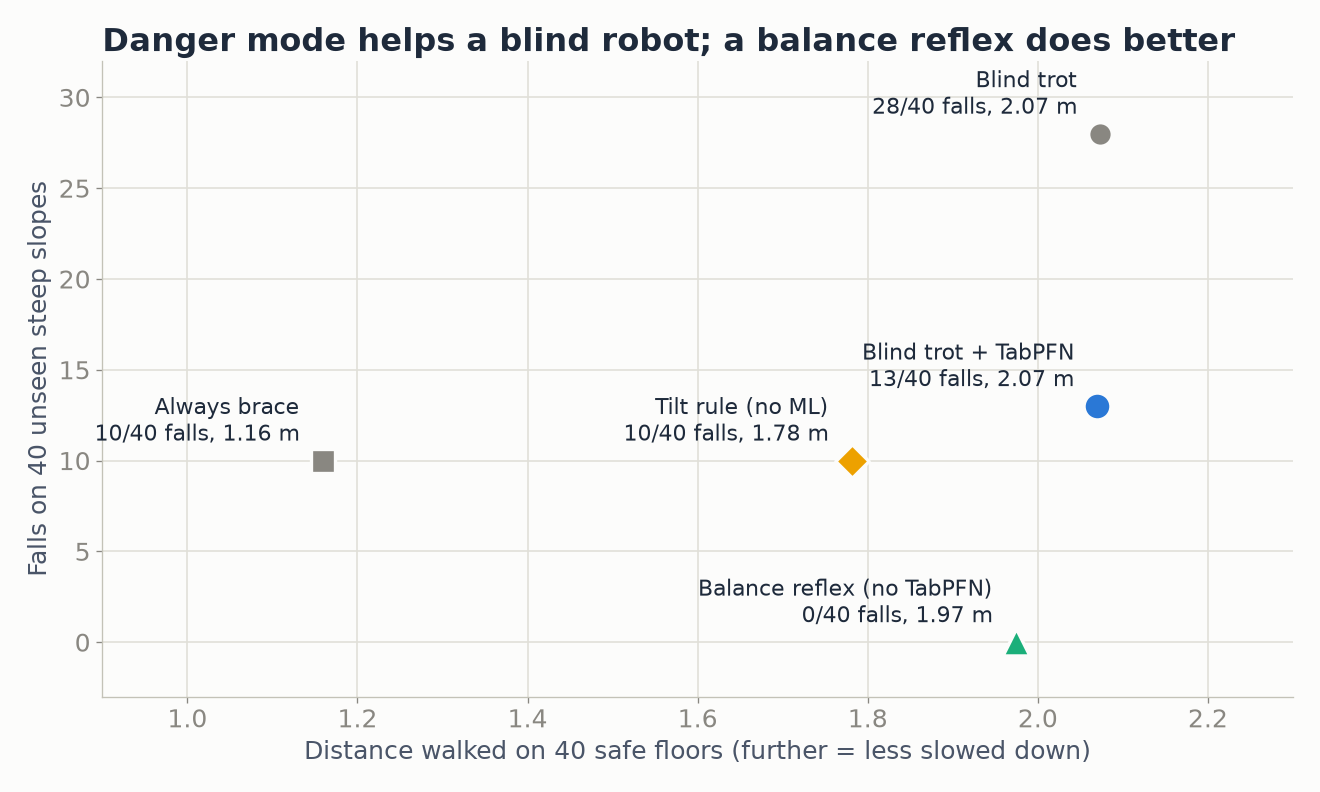 Danger mode helps a blind robot; a balance reflex does better
Blind trot
28/40 falls, 2.07 m
Blind trot + TabPFN
13/40 falls, 2.07 m
Always brace
10/40 falls, 1.16 m
Tilt rule (no ML)
10/40 falls, 1.78 m
Balance reflex (no TabPFN)
0/40 falls, 1.97 m
Falls on 40 unseen steep slopes
30
25
20
15
10
5
0
1.0 1.2 1.4 1.6 1.8 2.0 2.2
Distance walked on 40 safe floors (further = less slowed down)